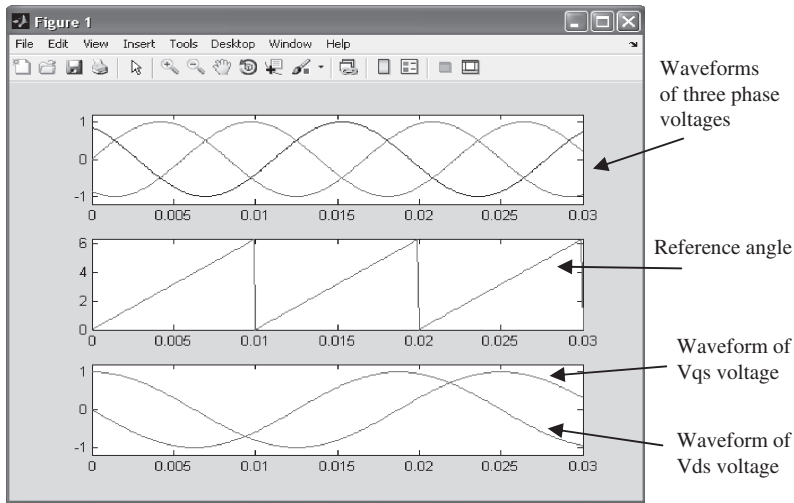 Figure 1
File Edit View Insert Tools Desktop Window Help
Waveforms
of three phase
voltages
1
0
-1
0 0.005 0.01 0.015 0.02 0.025 0.03
Reference angle
6
4
2
0
0 0.005 0.01 0.015 0.02 0.025 0.03
Waveform of
Vqs voltage
1
0
-1
0 0.005 0.01 0.015 0.02 0.025 0.03
Waveform of
Vds voltage